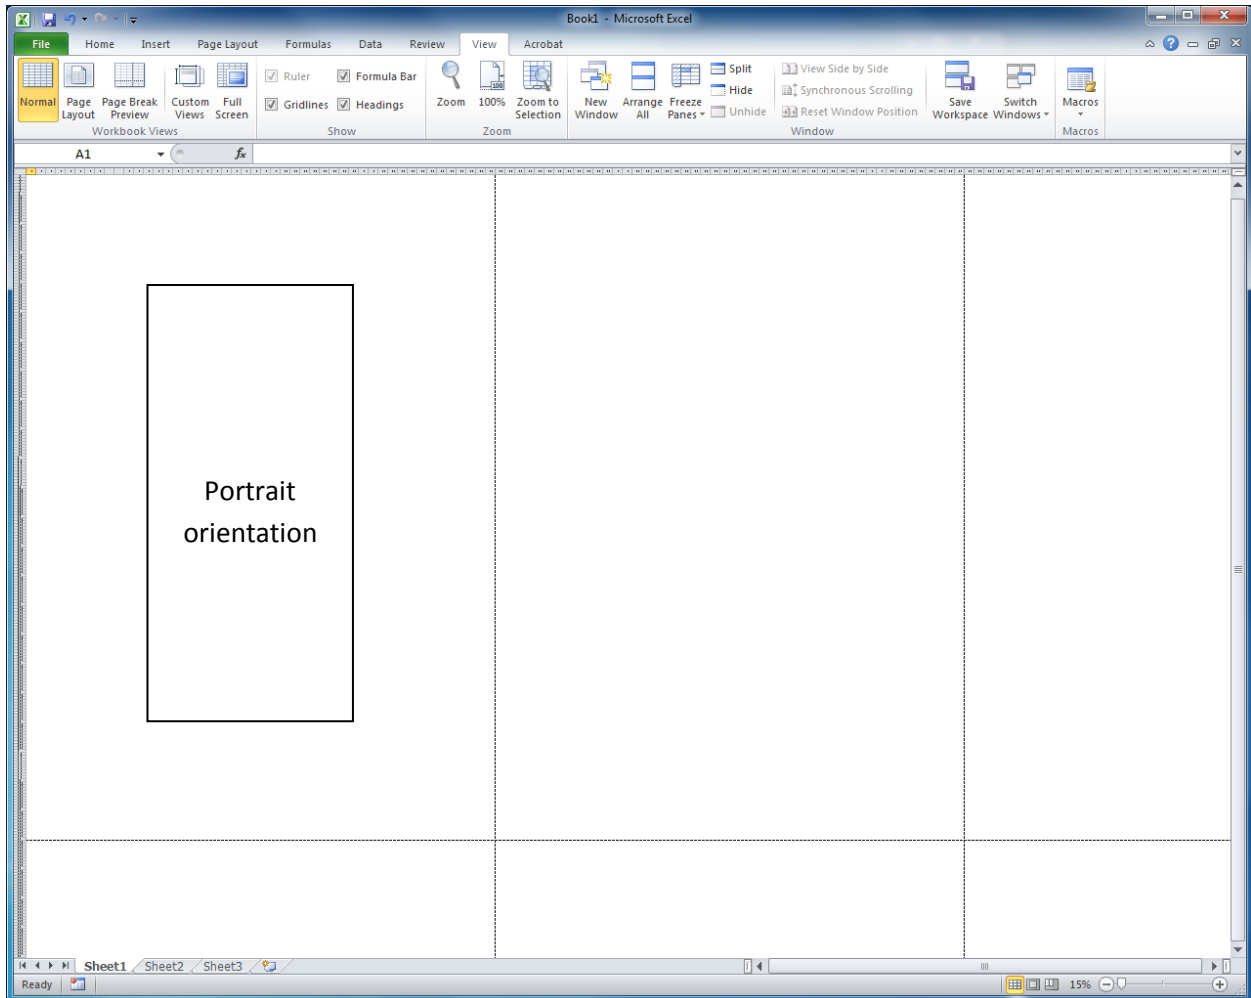 Book1 - Microsoft Excel
File Home Insert Page Layout Formulas Data Review View Acrobat
Normal
Page Layout
Page Break Preview
Custom Views
Full Screen
Workbook Views
Ruler
Formula Bar
Gridlines
Headings
Show
Zoom
100%
Zoom to Selection
Zoom
New Window
Arrange All
Freeze Panes
Split
Hide
Unhide
View Side by Side
Synchronous Scrolling
Reset Window Position
Window
Save Workspace
Switch Windows
Macros
Macros
A1
fx
Portrait
orientation
Sheet1 Sheet2 Sheet3
Ready
15%